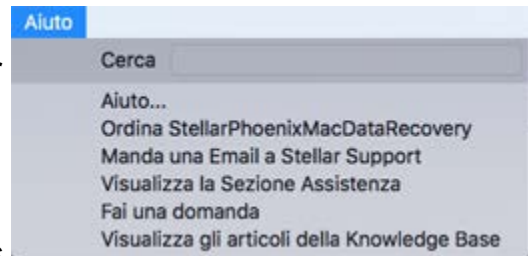 Aiuto
Cerca
Aiuto...
Ordina StellarPhoenixMacDataRecovery
Manda una Email a Stellar Support
Visualizza la Sezione Assistenza
Fai una domanda
Visualizza gli articoli della Knowledge Base